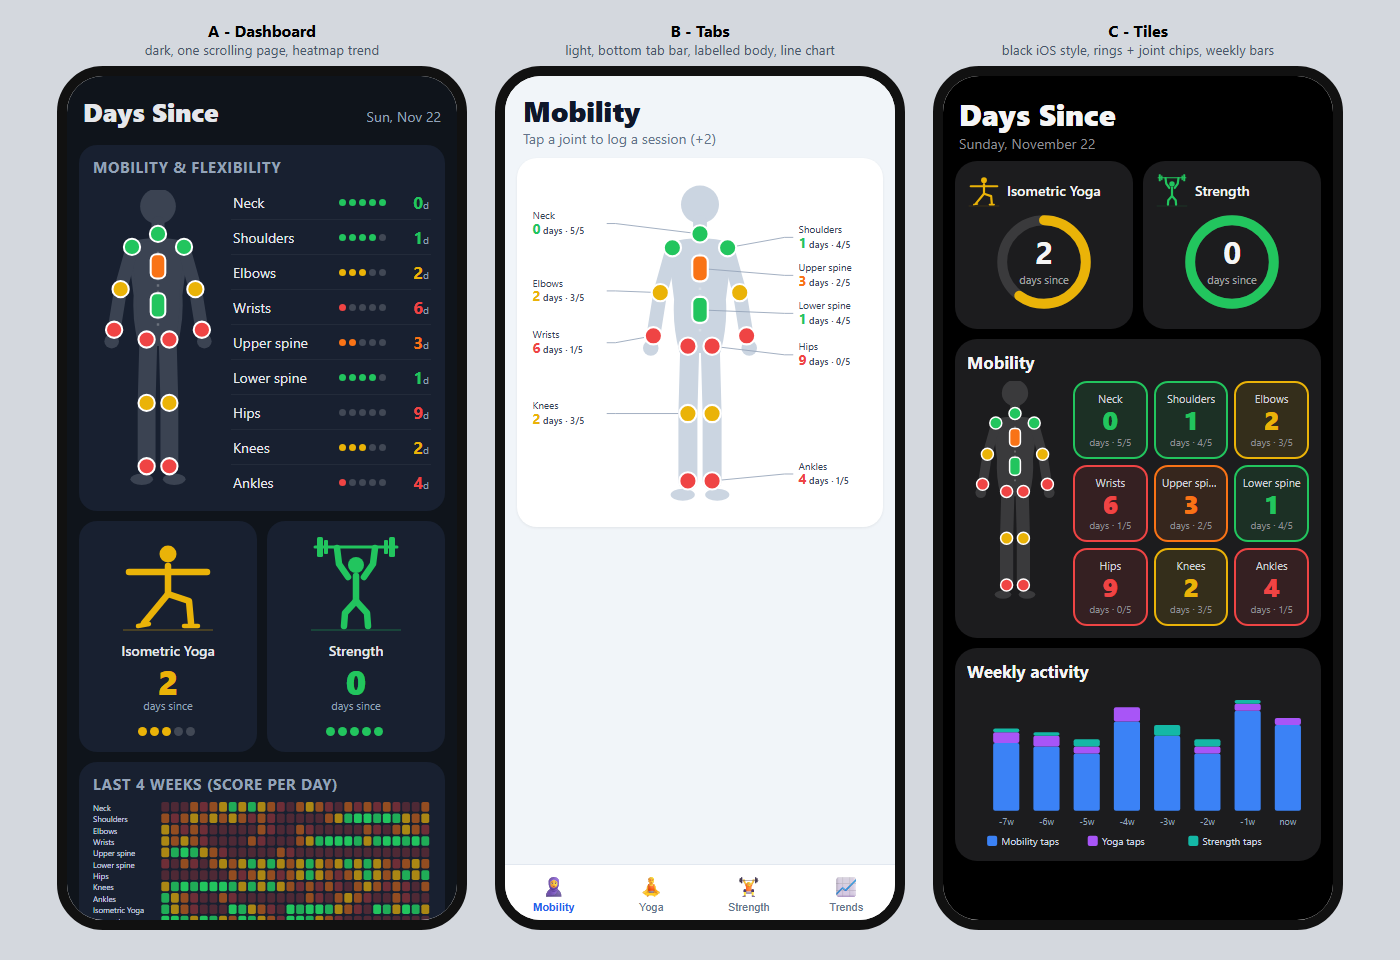 A - Dashboard
dark, one scrolling page, heatmap trend
Days Since
Sun, Nov 22
MOBILITY & FLEXIBILITY
Neck 0d
Shoulders 1d
Elbows 2d
Wrists 6d
Upper spine 3d
Lower spine 1d
Hips 9d
Knees 2d
Ankles 4d
Isometric Yoga
2
days since
Strength
0
days since
LAST 4 WEEKS (SCORE PER DAY)
Neck
Shoulders
Elbows
Wrists
Upper spine
Lower spine
Hips
Knees
Ankles
Isometric Yoga
B - Tabs
light, bottom tab bar, labelled body, line chart
Mobility
Tap a joint to log a session (+2)
Neck
0 days · 5/5
Elbows
2 days · 3/5
Wrists
6 days · 1/5
Knees
2 days · 3/5
Shoulders
1 days · 4/5
Upper spine
3 days · 2/5
Lower spine
1 days · 4/5
Hips
9 days · 0/5
Ankles
4 days · 1/5
Mobility
Yoga
Strength
Trends
C - Tiles
black iOS style, rings + joint chips, weekly bars
Days Since
Sunday, November 22
Isometric Yoga
2
days since
Strength
0
days since
Mobility
Neck
0
days · 5/5
Shoulders
1
days · 4/5
Elbows
2
days · 3/5
Wrists
6
days · 1/5
Upper spi...
3
days · 2/5
Lower spine
1
days · 4/5
Hips
9
days · 0/5
Knees
2
days · 3/5
Ankles
4
days · 1/5
Weekly activity
-7w -6w -5w -4w -3w -2w -1w now
Mobility taps
Yoga taps
Strength taps